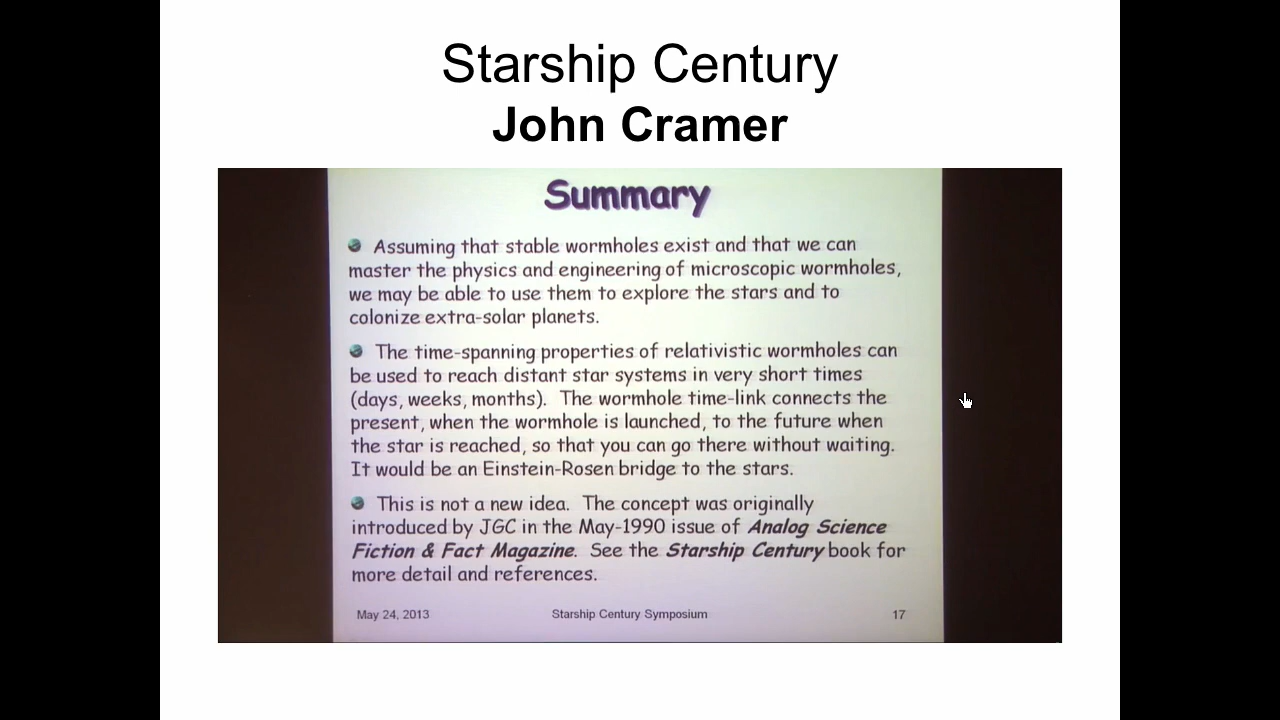 Starship Century
John Cramer
Summary
Assuming that stable wormholes exist and that we can
master the physics and engineering of microscopic wormholes,
we may be able to use them to explore the stars and to
colonize extra-solar planets.
The time-spanning properties of relativistic wormholes can
be used to reach distant star systems in very short times
(days, weeks, months). The wormhole time-link connects the
present, when the wormhole is launched, to the future when
the star is reached, so that you can go there without waiting.
It would be an Einstein-Rosen bridge to the stars.
This is not a new idea. The concept was originally
introduced by JGC in the May-1990 issue of Analog Science
Fiction & Fact Magazine. See the Starship Century book for
more detail and references.
May 24, 2013 Starship Century Symposium 17